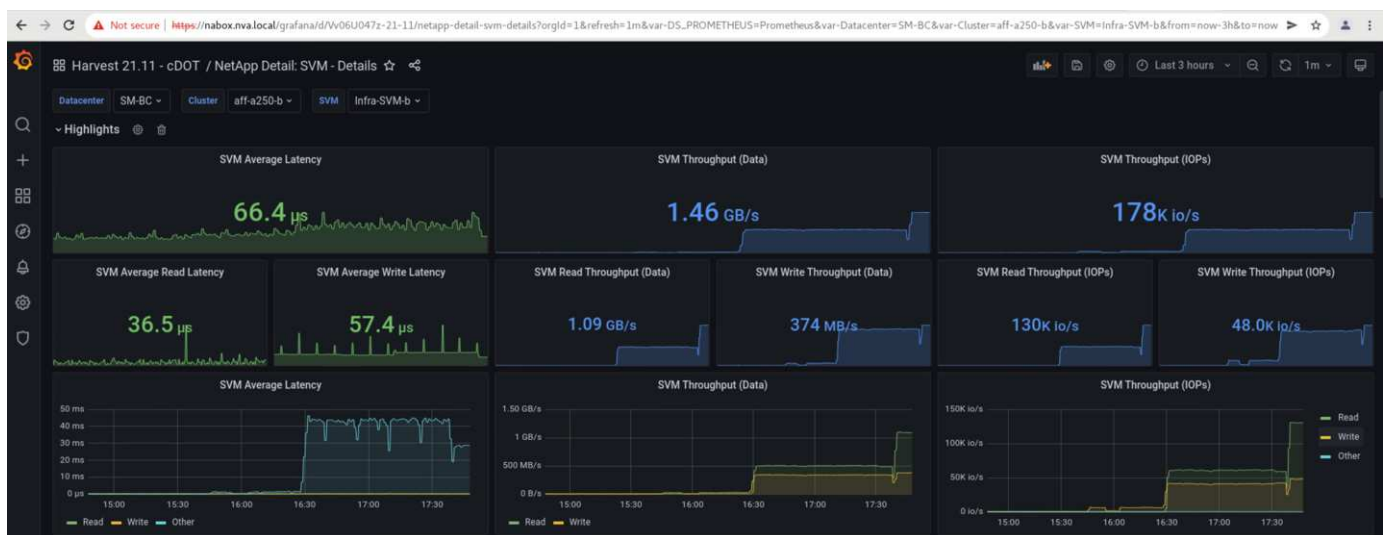 Not secure | https://nabox.nva.local/grafana/d/Vv06U047z-21-11/netapp-detail-svm-details?orgId=1&refresh=1m&var-DS_PROMETHEUS=Prometheus&var-Datacenter=SM-BC&var-Cluster=aff-a250-b&var-SVM=Infra-SVM-b&from=now-3h&to=now
Harvest 21.11 - cDOT / NetApp Detail: SVM - Details
Last 3 hours 1m
Datacenter SM-BC Cluster aff-a250-b SVM Infra-SVM-b
Highlights
SVM Average Latency
66.4 µs
SVM Throughput (Data)
1.46 GB/s
SVM Throughput (IOPs)
178K io/s
SVM Average Read Latency
36.5 µs
SVM Average Write Latency
57.4 µs
SVM Read Throughput (Data)
1.09 GB/s
SVM Write Throughput (Data)
374 MB/s
SVM Read Throughput (IOPs)
130K io/s
SVM Write Throughput (IOPs)
48.0K io/s
SVM Average Latency
50 ms
40 ms
30 ms
20 ms
10 ms
0 µs
15:00 15:30 16:00 16:30 17:00 17:30
Read Write Other
SVM Throughput (Data)
1.50 GB/s
1 GB/s
500 MB/s
0 B/s
15:00 15:30 16:00 16:30 17:00 17:30
Read Write
SVM Throughput (IOPs)
150K io/s
100K io/s
50K io/s
0 io/s
15:00 15:30 16:00 16:30 17:00 17:30
Read
Write
Other